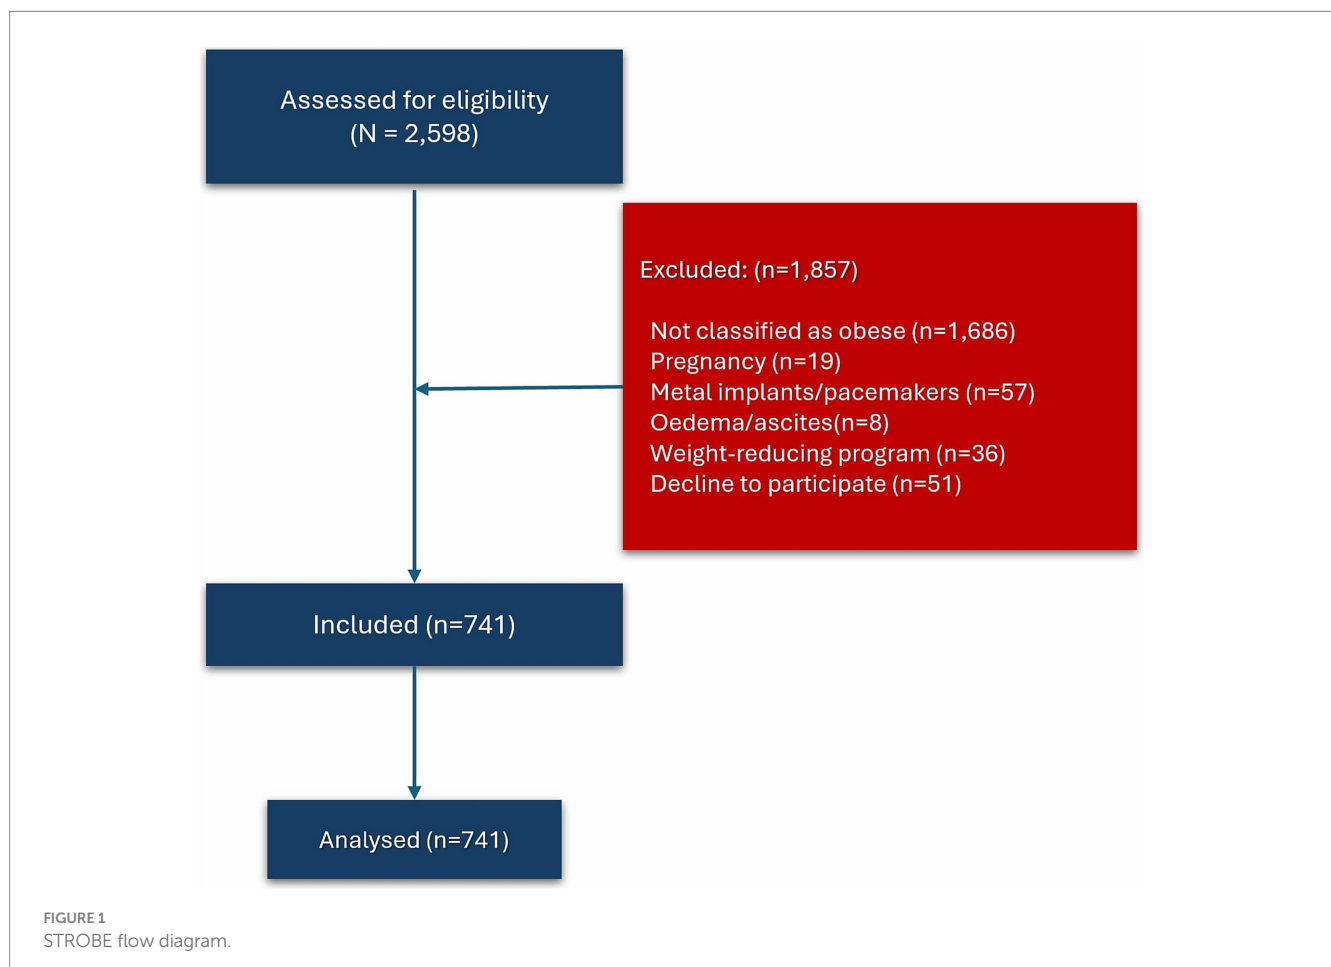 Assessed for eligibility
(N = 2,598)
Excluded: (n=1,857)
Not classified as obese (n=1,686)
Pregnancy (n=19)
Metal implants/pacemakers (n=57)
Oedema/ascites(n=8)
Weight-reducing program (n=36)
Decline to participate (n=51)
Included (n=741)
Analysed (n=741)
FIGURE 1
STROBE flow diagram.